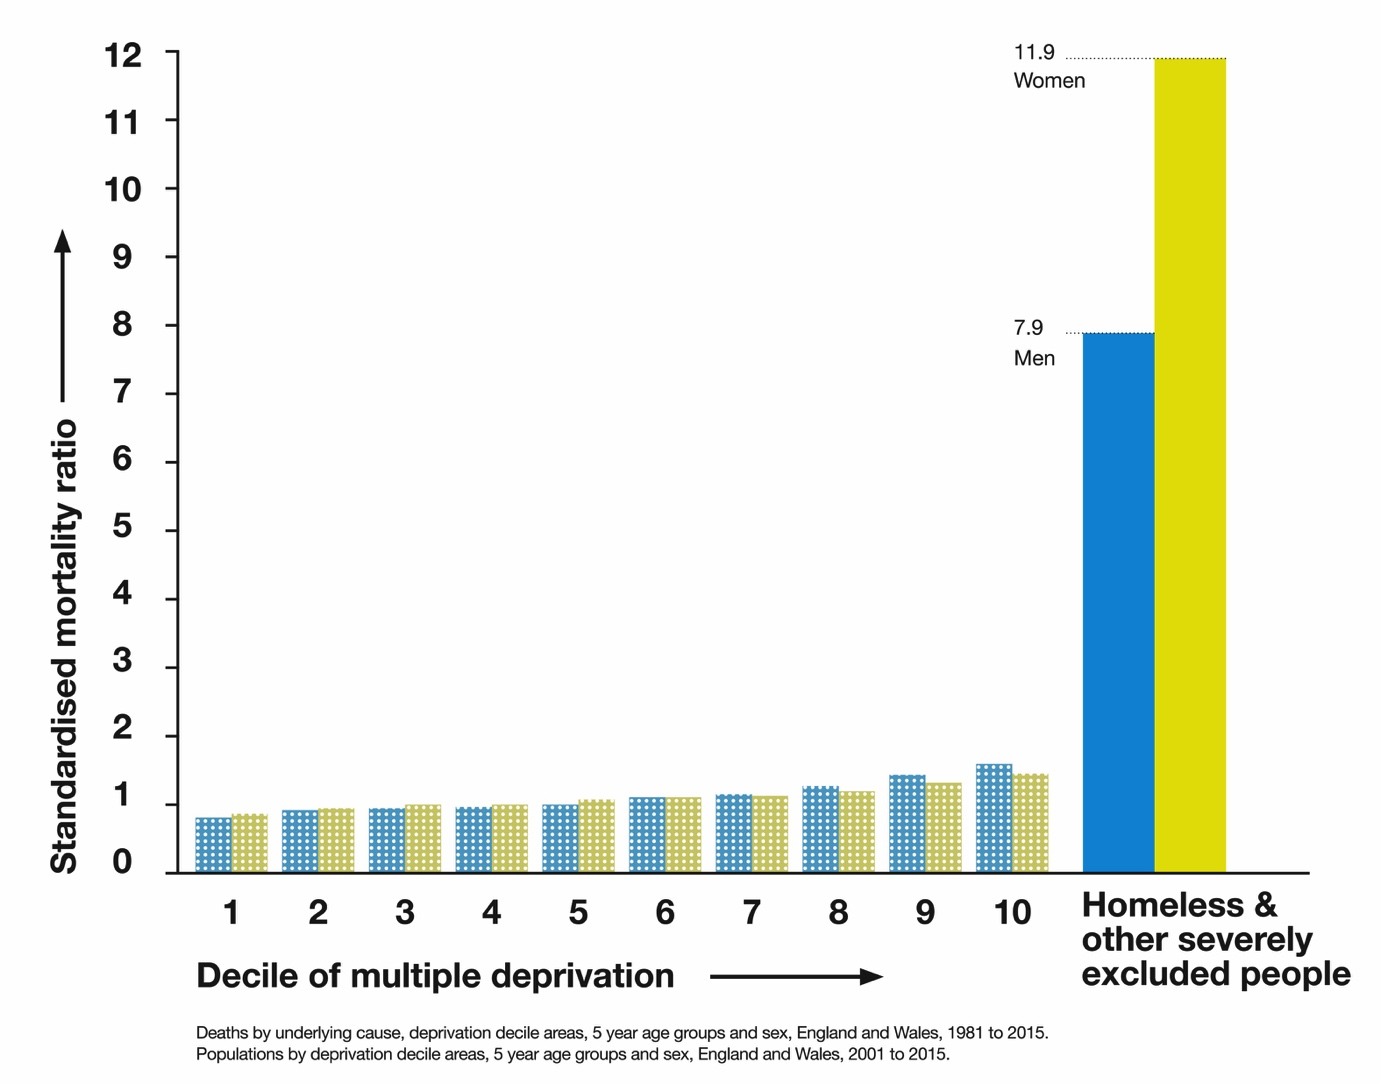 12
11
10
9
8
7
6
5
4
3
2
1
0
Standardised mortality ratio
11.9
Women
7.9
Men
1 2 3 4 5 6 7 8 9 10
Homeless &
other severely
excluded people
Decile of multiple deprivation
Deaths by underlying cause, deprivation decile areas, 5 year age groups and sex, England and Wales, 1981 to 2015.
Populations by deprivation decile areas, 5 year age groups and sex, England and Wales, 2001 to 2015.